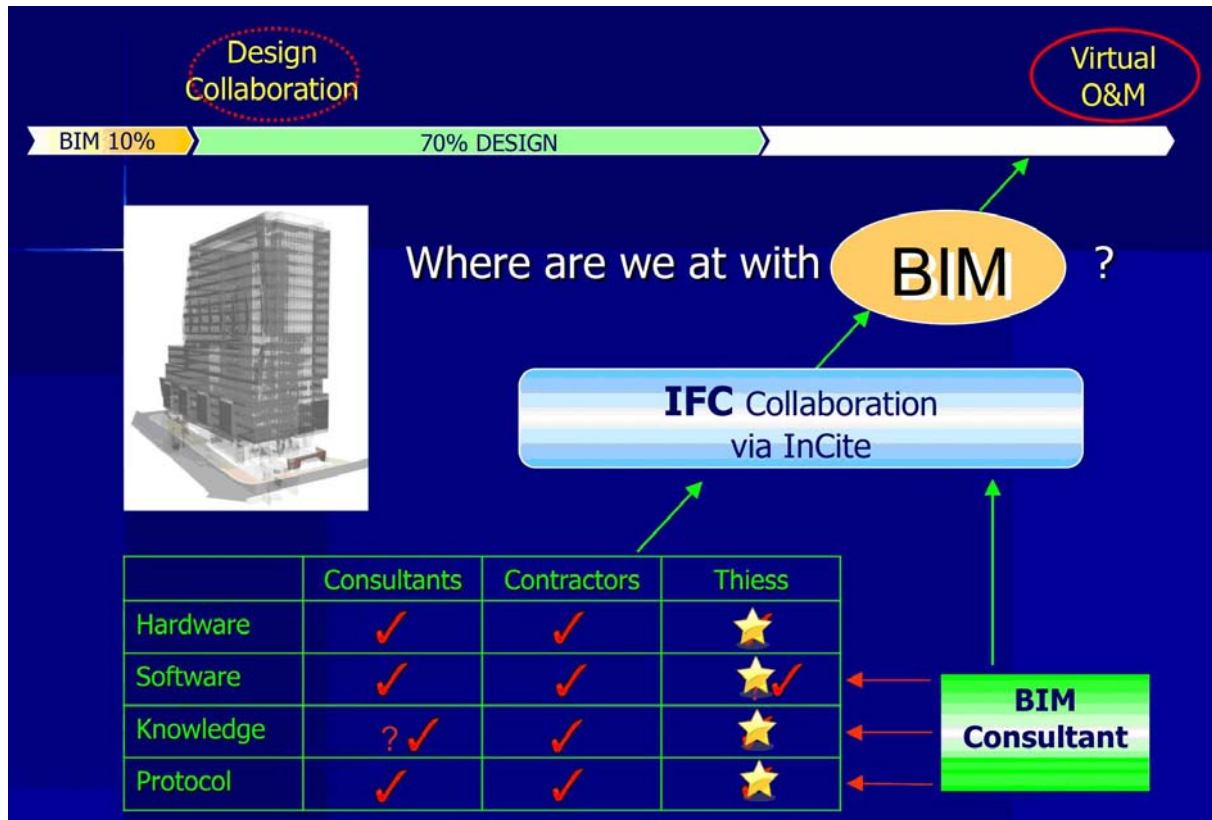 Design
Collaboration
Virtual
O&M
BIM 10%
70% DESIGN
Where are we at with BIM ?
IFC Collaboration
via InCite
Consultants Contractors Thiess
Hardware
Software
Knowledge ?
Protocol
BIM
Consultant